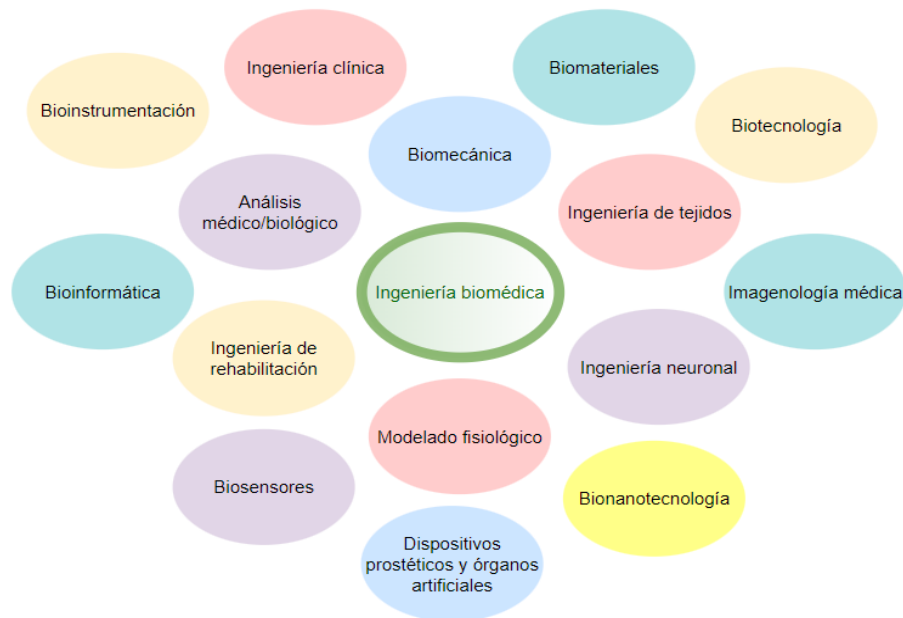 Ingeniería clínica
Biomateriales
Bioinstrumentación
Biotecnología
Biomecánica
Análisis
médico/biológico
Ingeniería de tejidos
Bioinformática
Ingeniería biomédica
Imagenología médica
Ingeniería de
rehabilitación
Ingeniería neuronal
Modelado fisiológico
Biosensores
Bionanotecnología
Dispositivos
prostéticos y órganos
artificiales